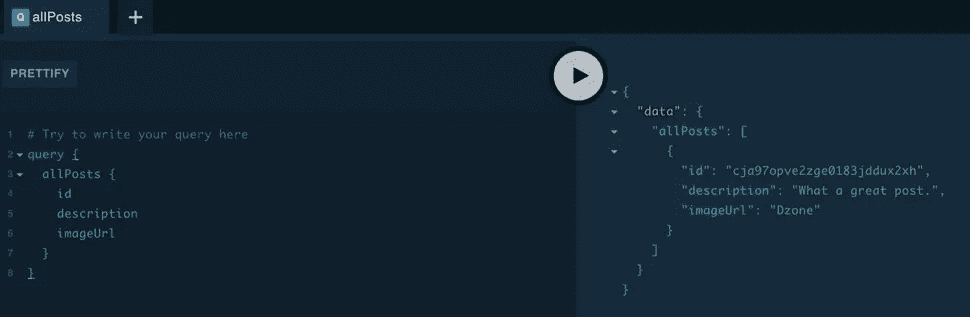 Q allPosts +
PRETTIFY
1 # Try to write your query here
2 query {
3 allPosts {
4 id
5 description
6 imageUrl
7 }
8 }
{
"data": {
"allPosts": [
{
"id": "cja97opve2zge0183jddux2xh",
"description": "What a great post.",
"imageUrl": "Dzone"
}
]
}
}